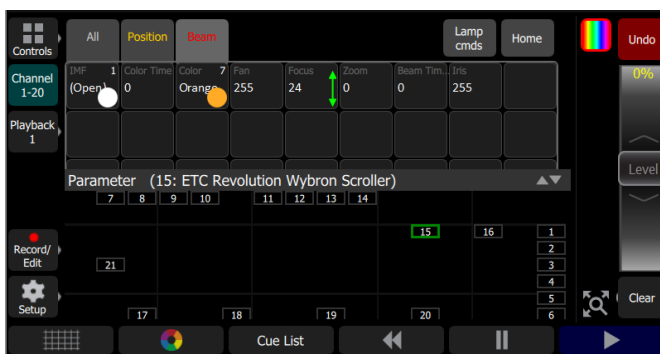 Controls
All
Position
Beam
Lamp cmds
Home
Undo
Channel 1-20
IMF 1
(Open)
Color Time
0
Color 7
Orange
Fan
255
Focus
24
Zoom
0
Beam Tim...
0
Iris
255
0%
Playback 1
Level
Parameter (15: ETC Revolution Wybron Scroller)
7 8 9 10 11 12 13 14
15 16 1
2
Record/ Edit
21 3
4
Setup
5
Clear
17 18 19 20 6
Cue List